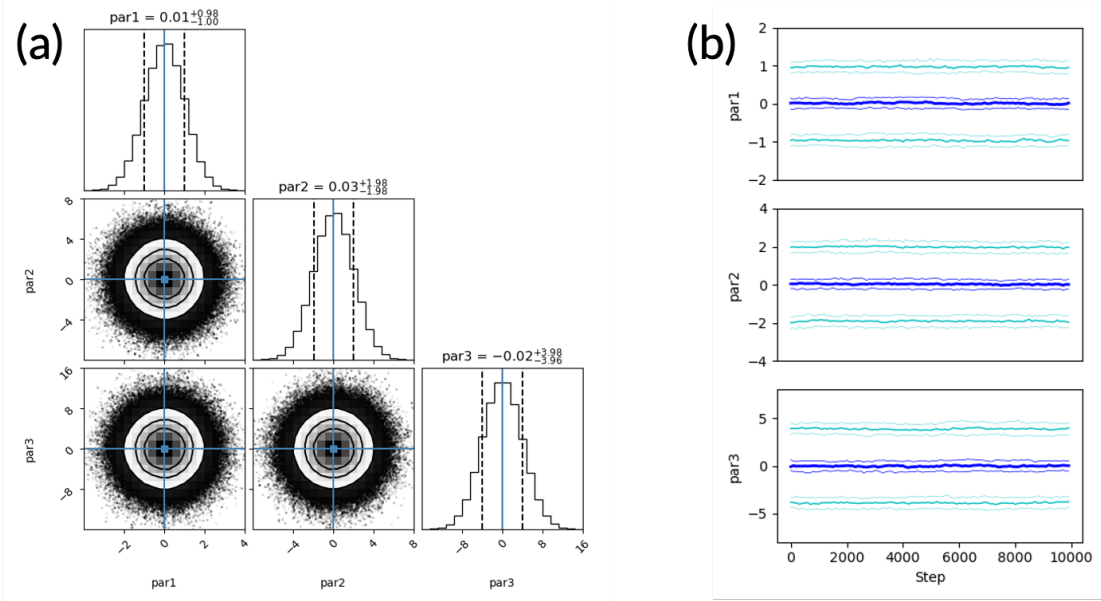 (a)
par1 = 0.01+0.98−1.00
par2 = 0.03+1.98−1.98
par3 = −0.02+3.98−3.96
par2
8
4
0
−4
par3
16
8
0
−8
−2
0
2
4
par1
−4
0
4
8
par2
−8
0
8
16
par3
(b)
par1
2
1
0
−1
−2
par2
4
2
0
−2
−4
par3
5
0
−5
0
2000
4000
6000
8000
10000
Step